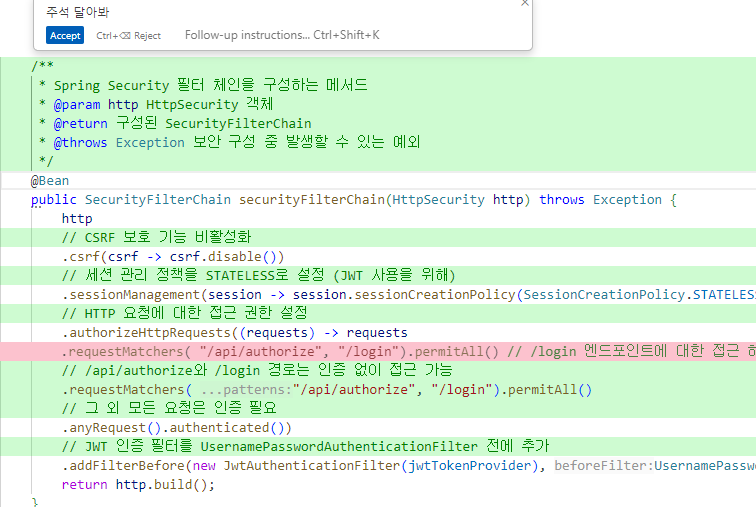 주석 달아봐
Accept Ctrl+⌫ Reject Follow-up instructions... Ctrl+Shift+K
/**
* Spring Security 필터 체인을 구성하는 메서드
* @param http HttpSecurity 객체
* @return 구성된 SecurityFilterChain
* @throws Exception 보안 구성 중 발생할 수 있는 예외
*/
@Bean
public SecurityFilterChain securityFilterChain(HttpSecurity http) throws Exception {
http
// CSRF 보호 기능 비활성화
.csrf(csrf -> csrf.disable())
// 세션 관리 정책을 STATELESS로 설정 (JWT 사용을 위해)
.sessionManagement(session -> session.sessionCreationPolicy(SessionCreationPolicy.STATELESS
// HTTP 요청에 대한 접근 권한 설정
.authorizeHttpRequests((requests) -> requests
.requestMatchers( "/api/authorize", "/login").permitAll() // /login 엔드포인트에 대한 접근
// /api/authorize와 /login 경로는 인증 없이 접근 가능
.requestMatchers( ...patterns:"/api/authorize", "/login").permitAll()
// 그 외 모든 요청은 인증 필요
.anyRequest().authenticated())
// JWT 인증 필터를 UsernamePasswordAuthenticationFilter 전에 추가
.addFilterBefore(new JwtAuthenticationFilter(jwtTokenProvider), beforeFilter:UsernamePassw
return http.build();
}